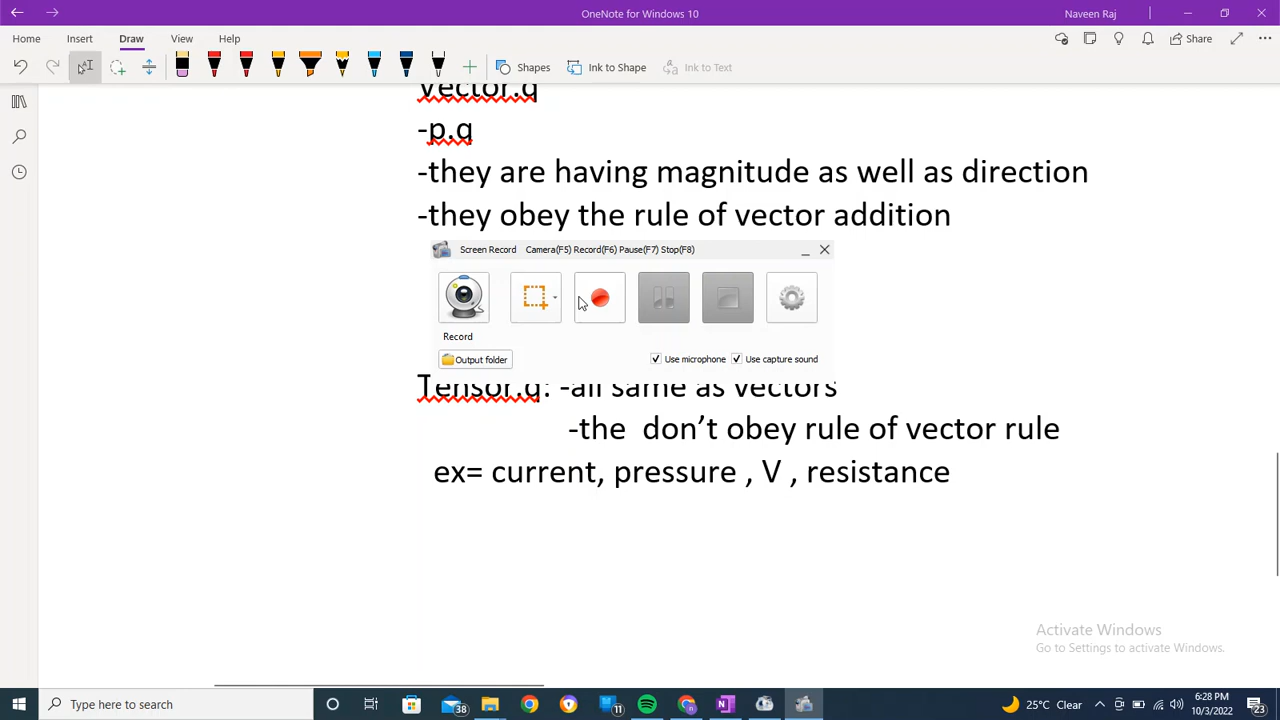 OneNote for Windows 10
Naveen Raj
Home Insert Draw View Help
Share
Shapes Ink to Shape Ink to Text
Vector.q
-p.q
-they are having magnitude as well as direction
-they obey the rule of vector addition
Screen Record Camera(F5) Record(F6) Pause(F7) Stop(F8)
Record
Output folder Use microphone Use capture sound
Tensor.q: -all same as vectors
-the don't obey rule of vector rule
ex= current, pressure , V , resistance
Activate Windows
Go to Settings to activate Windows.
Type here to search
38
11
25°C Clear
6:28 PM
10/3/2022
23